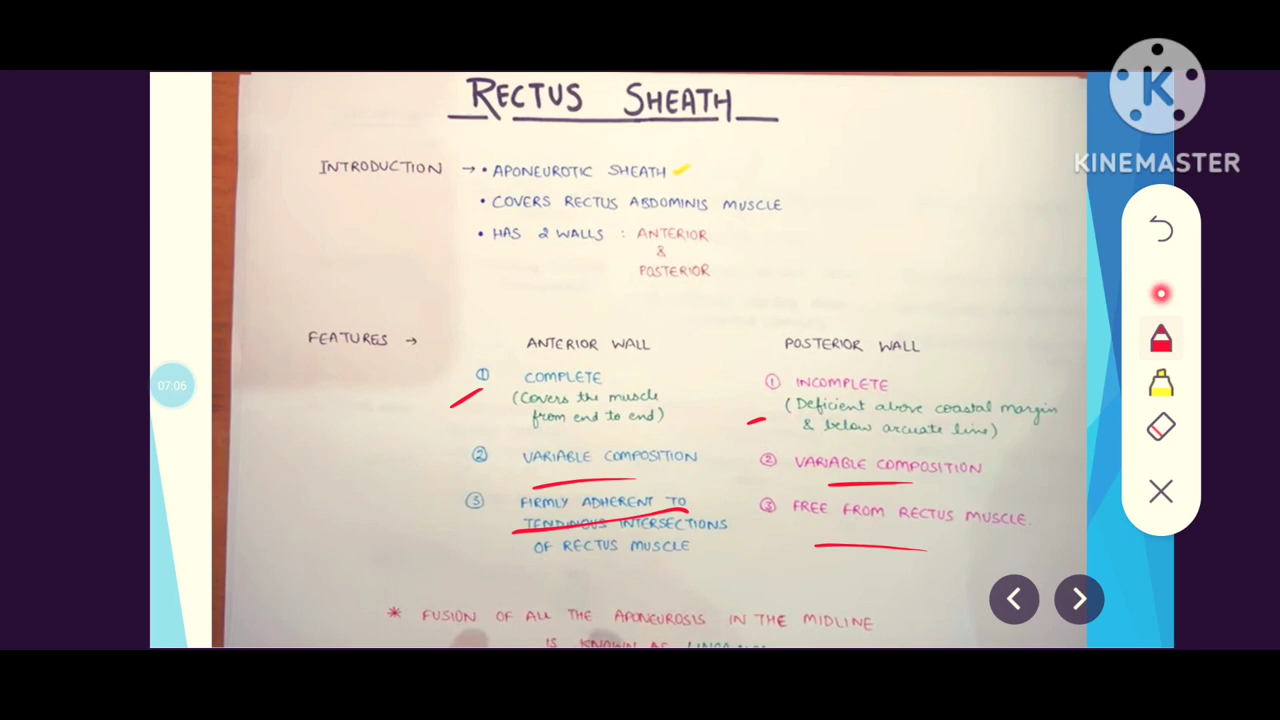 RECTUS SHEATH
INTRODUCTION → • APONEUROTIC SHEATH
• COVERS RECTUS ABDOMINIS MUSCLE
• HAS 2 WALLS : ANTERIOR
&
POSTERIOR
FEATURES →
ANTERIOR WALL
① COMPLETE
(Covers the muscle
from end to end)
② VARIABLE COMPOSITION
③ FIRMLY ADHERENT TO
TENDINOUS INTERSECTIONS
OF RECTUS MUSCLE
POSTERIOR WALL
① INCOMPLETE
(Deficient above coastal margin
& below arcuate line)
② VARIABLE COMPOSITION
③ FREE FROM RECTUS MUSCLE.
* FUSION OF ALL THE APONEUROSIS IN THE MIDLINE
IS KNOWN AS
07:06
K
KINEMASTER